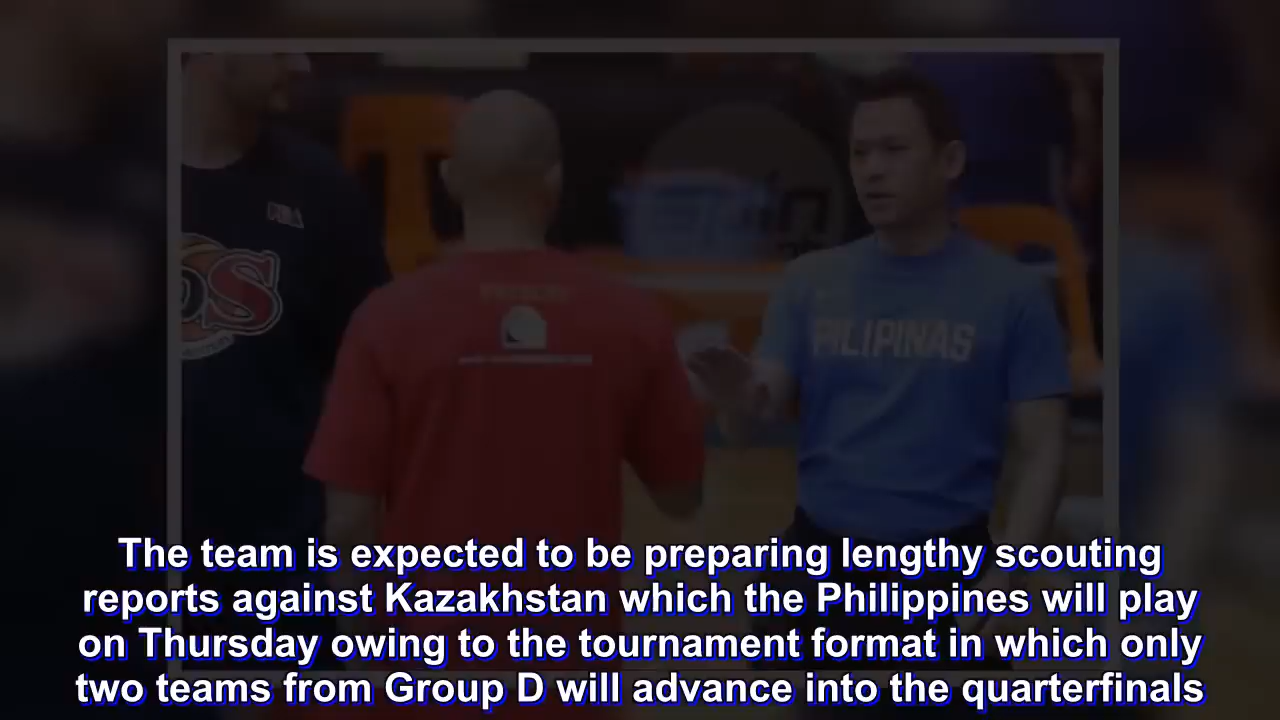 PILIPINAS
The team is expected to be preparing lengthy scouting
reports against Kazakhstan which the Philippines will play
on Thursday owing to the tournament format in which only
two teams from Group D will advance into the quarterfinals